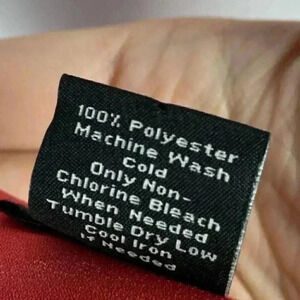 100% Polyester
Machine Wash
Cold
Only Non-
Chlorine Bleach
When Needed
Tumble Dry Low
Cool Iron
If Needed